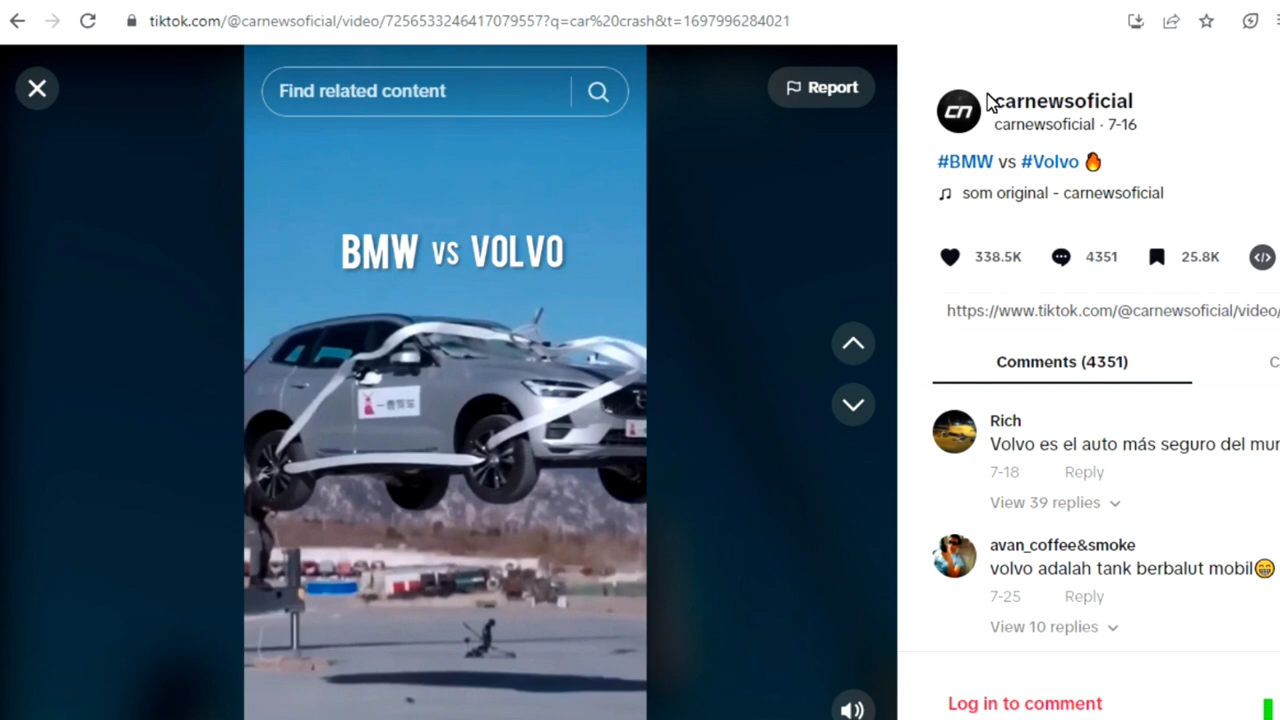 tiktok.com/@carnewsoficial/video/7256533246417079557?q=car%20crash&t=1697996284021
Find related content
Report
BMW VS VOLVO
CN
carnewsoficial
carnewsoficial · 7-16
#BMW vs #Volvo 🔥
som original - carnewsoficial
338.5K
4351
25.8K
https://www.tiktok.com/@carnewsoficial/video/
Comments (4351)
C
Rich
Volvo es el auto más seguro del mu
7-18 Reply
View 39 replies
avan_coffee&smoke
volvo adalah tank berbalut mobil😁
7-25 Reply
View 10 replies
Log in to comment